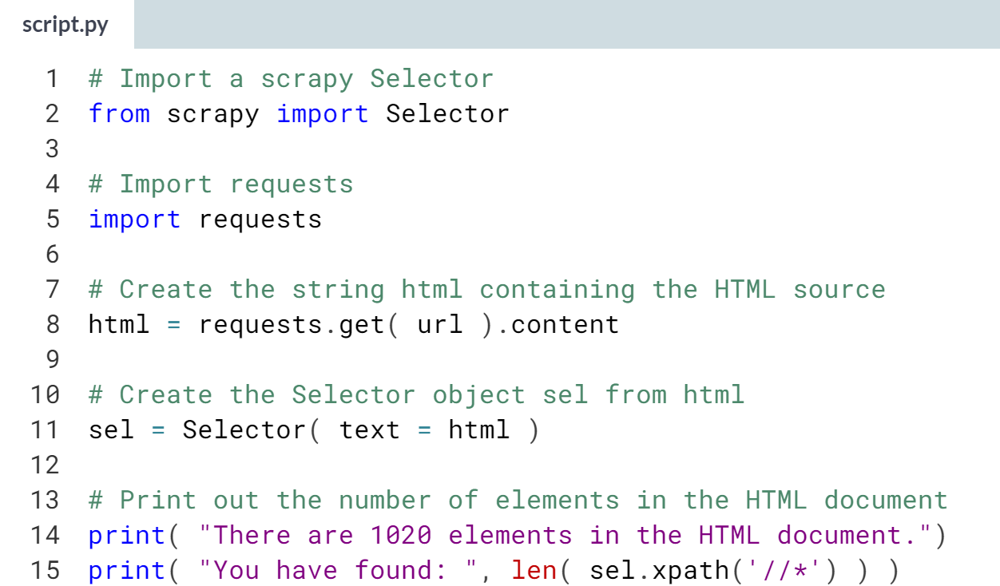 script.py
1 # Import a scrapy Selector
2 from scrapy import Selector
3
4 # Import requests
5 import requests
6
7 # Create the string html containing the HTML source
8 html = requests.get( url ).content
9
10 # Create the Selector object sel from html
11 sel = Selector( text = html )
12
13 # Print out the number of elements in the HTML document
14 print( "There are 1020 elements in the HTML document.")
15 print( "You have found: ", len( sel.xpath('//*') ) )